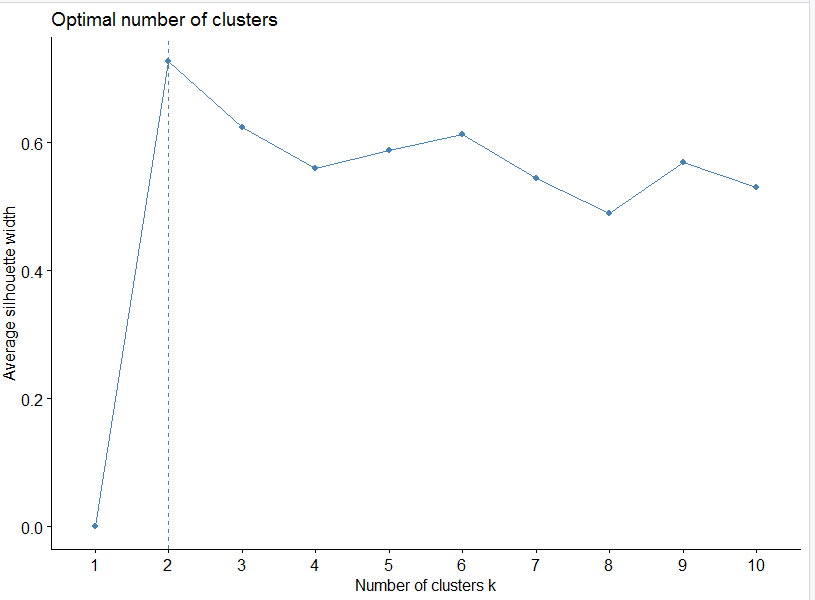 Optimal number of clusters
Average silhouette width
0.6
0.4
0.2
0.0
1 2 3 4 5 6 7 8 9 10
Number of clusters k